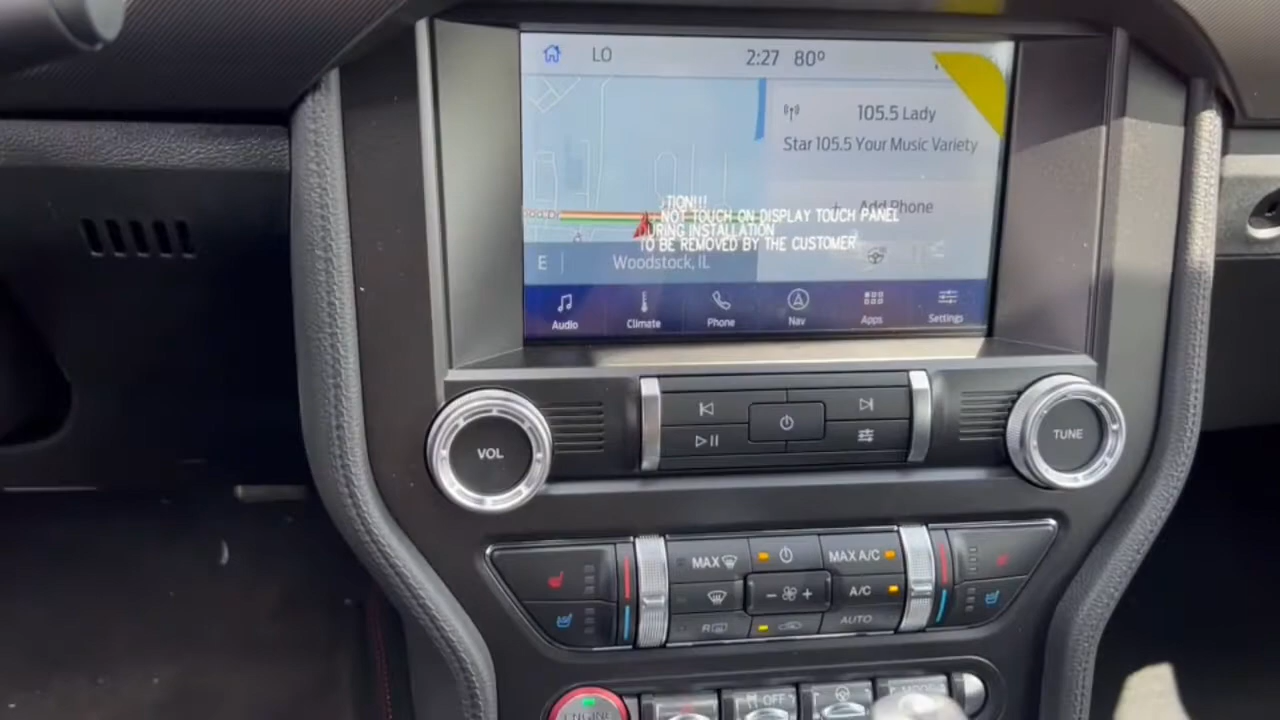 LO 2:27 80°
105.5 Lady
Star 105.5 Your Music Variety
TION!!!
Add Phone
NOT TOUCH ON DISPLAY TOUCH PANEL
URING INSTALLATION
TO BE REMOVED BY THE CUSTOMER
E Woodstock, IL
Audio Climate Phone Nav Apps Settings
VOL
TUNE
MAX MAX A/C
A/C
R AUTO
ENGINE OFF MODE